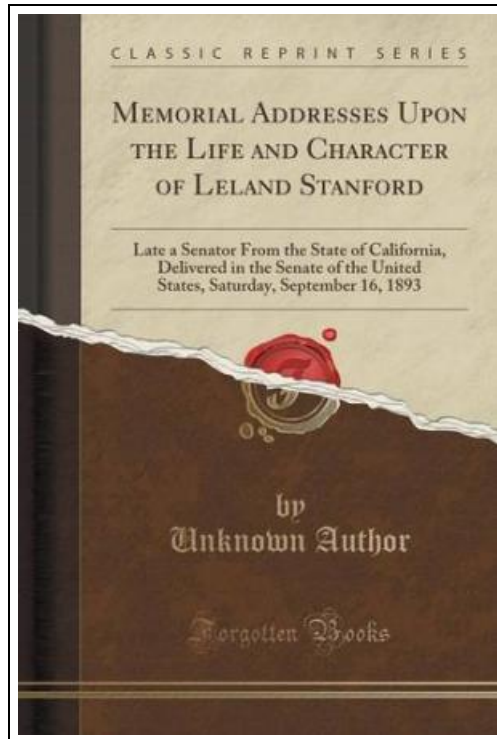 CLASSIC REPRINT SERIES
MEMORIAL ADDRESSES UPON
THE LIFE AND CHARACTER
OF LELAND STANFORD
Late a Senator From the State of California,
Delivered in the Senate of the United
States, Saturday, September 16, 1893
by
Unknown Author
Forgotten Books